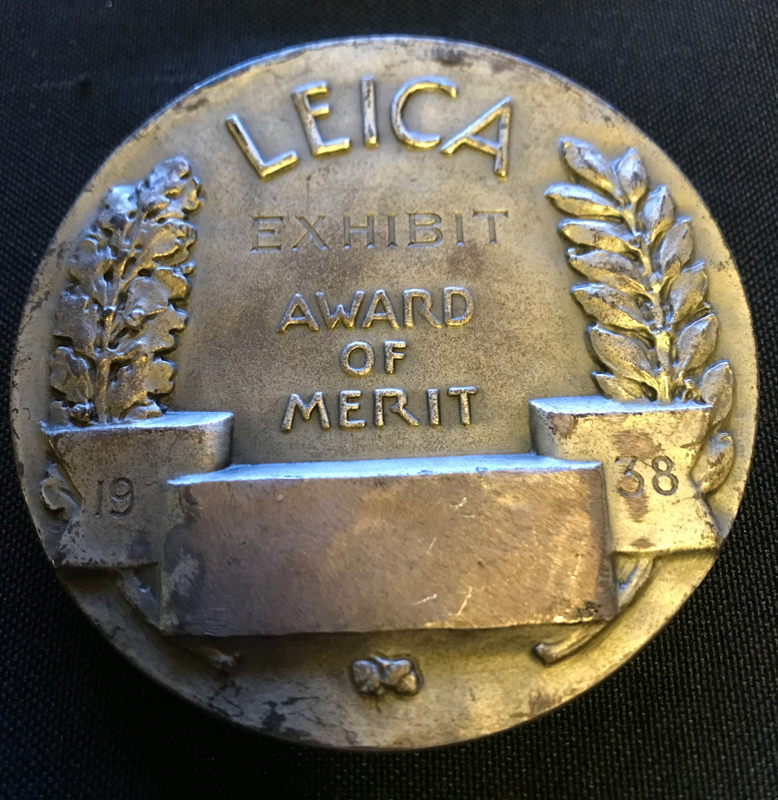 LEICA
EXHIBIT
AWARD
OF
MERIT
19 38